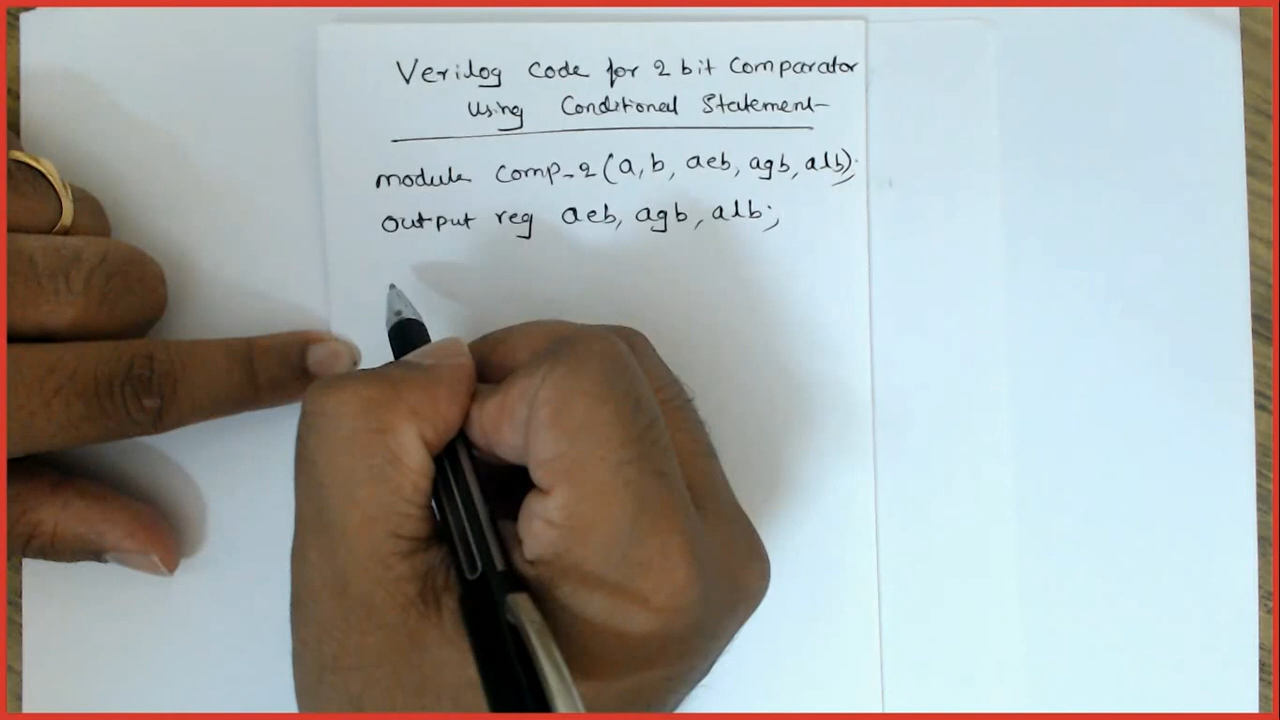 Verilog Code for 2 bit Comparator
using Conditional Statement
module comp_2(a, b, aeb, agb, alb);
output reg aeb, agb, alb;